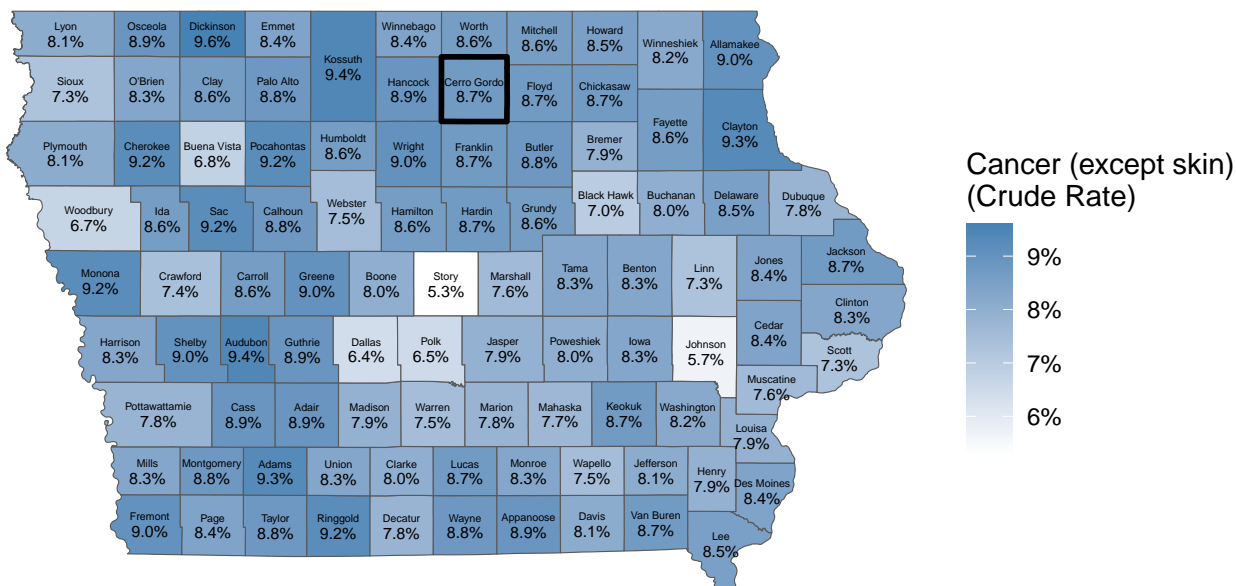 Lyon
8.1%
Osceola
8.9%
Dickinson
9.6%
Emmet
8.4%
Kossuth
9.4%
Winnebago
8.4%
Worth
8.6%
Mitchell
8.6%
Howard
8.5%
Winneshiek
8.2%
Allamakee
9.0%
Sioux
7.3%
O'Brien
8.3%
Clay
8.6%
Palo Alto
8.8%
Hancock
8.9%
Cerro Gordo
8.7%
Floyd
8.7%
Chickasaw
8.7%
Fayette
8.6%
Clayton
9.3%
Plymouth
8.1%
Cherokee
9.2%
Buena Vista
6.8%
Pocahontas
9.2%
Humboldt
8.6%
Wright
9.0%
Franklin
8.7%
Butler
8.8%
Bremer
7.9%
Woodbury
6.7%
Ida
8.6%
Sac
9.2%
Calhoun
8.8%
Webster
7.5%
Hamilton
8.6%
Hardin
8.7%
Grundy
8.6%
Black Hawk
7.0%
Buchanan
8.0%
Delaware
8.5%
Dubuque
7.8%
Monona
9.2%
Crawford
7.4%
Carroll
8.6%
Greene
9.0%
Boone
8.0%
Story
5.3%
Marshall
7.6%
Tama
8.3%
Benton
8.3%
Linn
7.3%
Jones
8.4%
Jackson
8.7%
Clinton
8.3%
Harrison
8.3%
Shelby
9.0%
Audubon
9.4%
Guthrie
8.9%
Dallas
6.4%
Polk
6.5%
Jasper
7.9%
Poweshiek
8.0%
Iowa
8.3%
Johnson
5.7%
Cedar
8.4%
Scott
7.3%
Muscatine
7.6%
Pottawattamie
7.8%
Cass
8.9%
Adair
8.9%
Madison
7.9%
Warren
7.5%
Marion
7.8%
Mahaska
7.7%
Keokuk
8.7%
Washington
8.2%
Louisa
7.9%
Mills
8.3%
Montgomery
8.8%
Adams
9.3%
Union
8.3%
Clarke
8.0%
Lucas
8.7%
Monroe
8.3%
Wapello
7.5%
Jefferson
8.1%
Henry
7.9%
Des Moines
8.4%
Fremont
9.0%
Page
8.4%
Taylor
8.8%
Ringgold
9.2%
Decatur
7.8%
Wayne
8.8%
Appanoose
8.9%
Davis
8.1%
Van Buren
8.7%
Lee
8.5%
Cancer (except skin)
(Crude Rate)
9%
8%
7%
6%